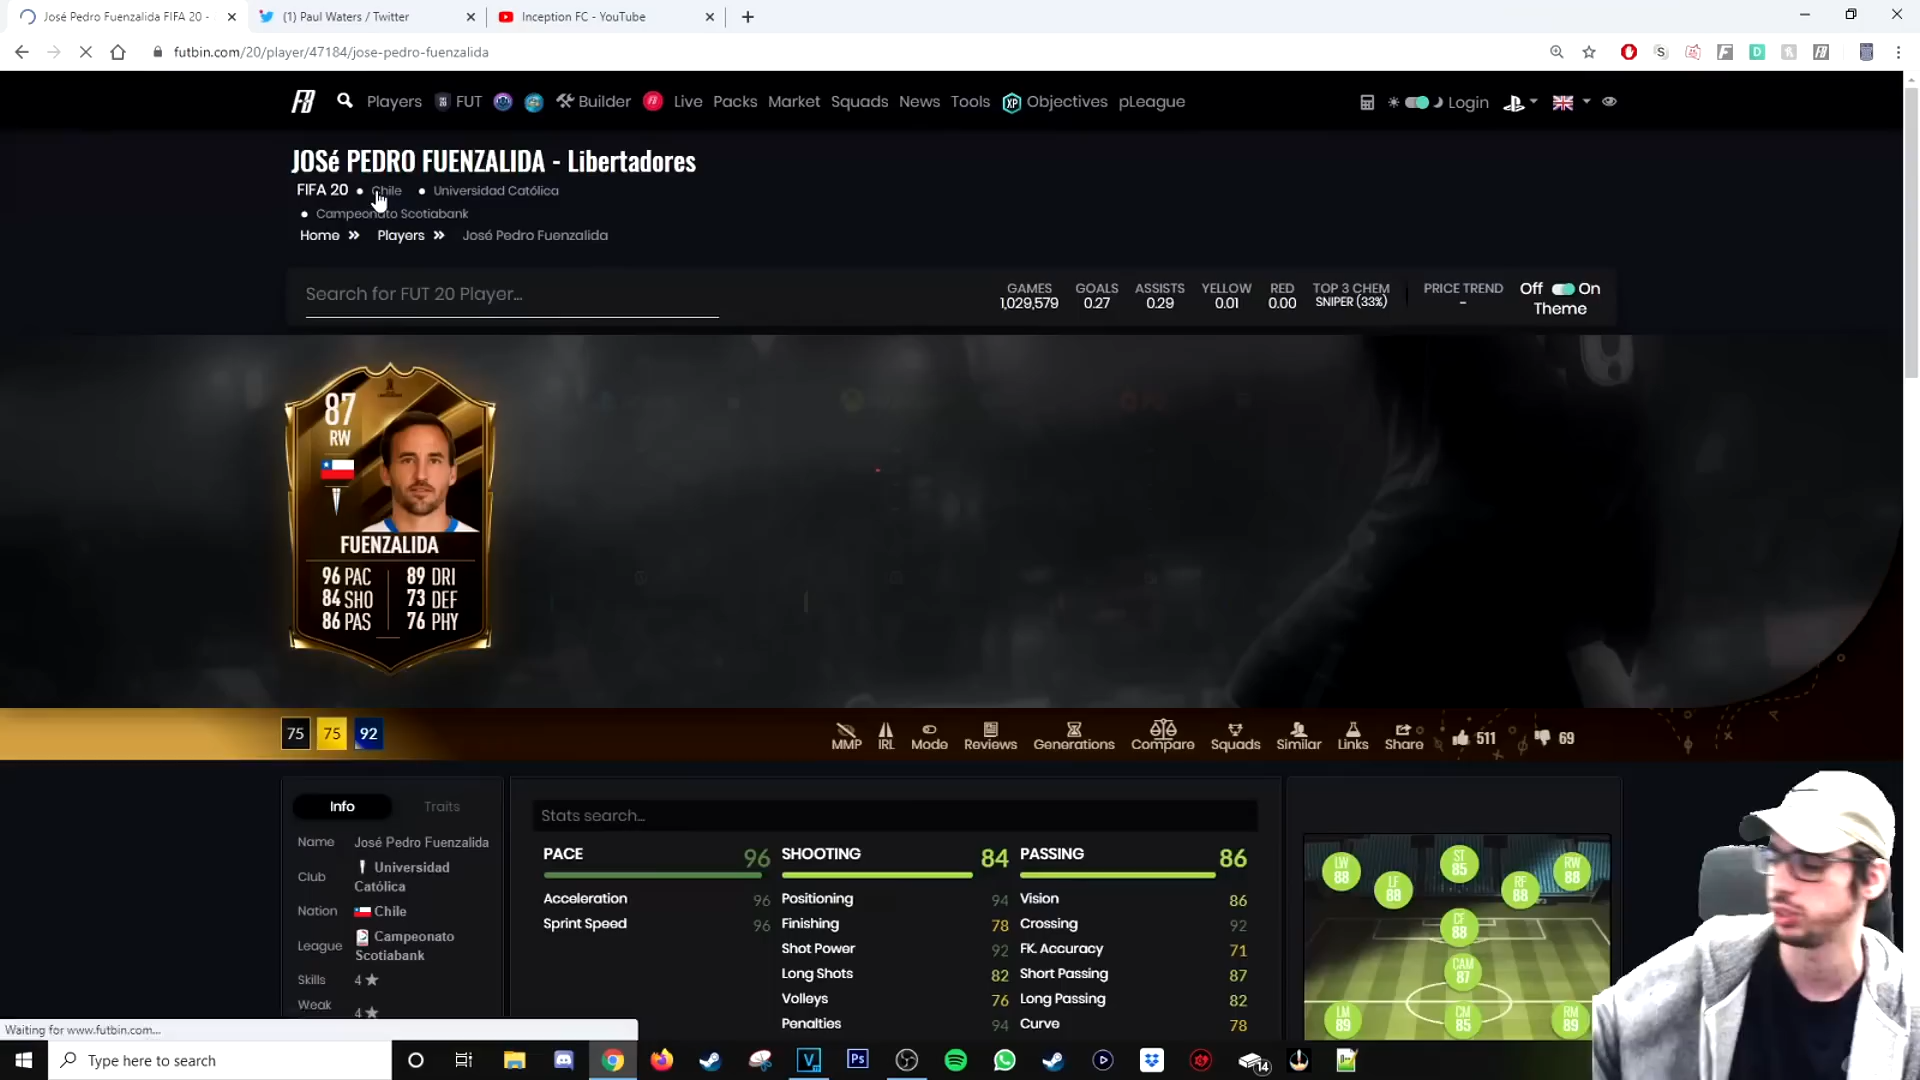 José Pedro Fuenzalida FIFA 20 -
(1) Paul Waters / Twitter
Inception FC - YouTube
futbin.com/20/player/47184/jose-pedro-fuenzalida
Players FUT Builder Live Packs Market Squads News Tools XP Objectives pLeague Login
JOSé PEDRO FUENZALIDA - Libertadores
FIFA 20 • Chile • Universidad Católica
• Campeonato Scotiabank
Home » Players » José Pedro Fuenzalida
Search for FUT 20 Player...
GAMES GOALS ASSISTS YELLOW RED TOP 3 CHEM PRICE TREND Off On
1,029,579 0.27 0.29 0.01 0.00 SNIPER (33%) - Theme
87
RW
FUENZALIDA
96 PAC 89 DRI
84 SHO 73 DEF
86 PAS 76 PHY
75 75 92
MMP IRL Mode Reviews Generations Compare Squads Similar Links Share 511 69
Info Traits
Name José Pedro Fuenzalida
Club Universidad
Católica
Nation Chile
League Campeonato
Scotiabank
Skills 4★
Weak
4★
Stats search...
PACE 96 SHOOTING 84 PASSING 86
Acceleration 96 Positioning 94 Vision 86
Sprint Speed 96 Finishing 78 Crossing 92
Shot Power 92 FK. Accuracy 71
Long Shots 82 Short Passing 87
Volleys 76 Long Passing 82
Penalties 94 Curve 78
LW 88
ST 85
RW 88
LF 88
RF 88
CF 88
CAM 87
LM 89
CM 85
RM 89
Waiting for www.futbin.com...
Type here to search
14